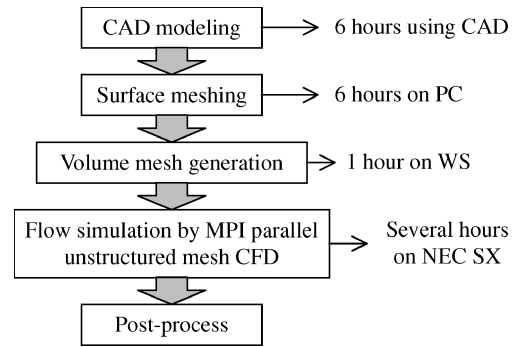 CAD modeling
6 hours using CAD
Surface meshing
6 hours on PC
Volume mesh generation
1 hour on WS
Flow simulation by MPI parallel
unstructured mesh CFD
Several hours
on NEC SX
Post-process